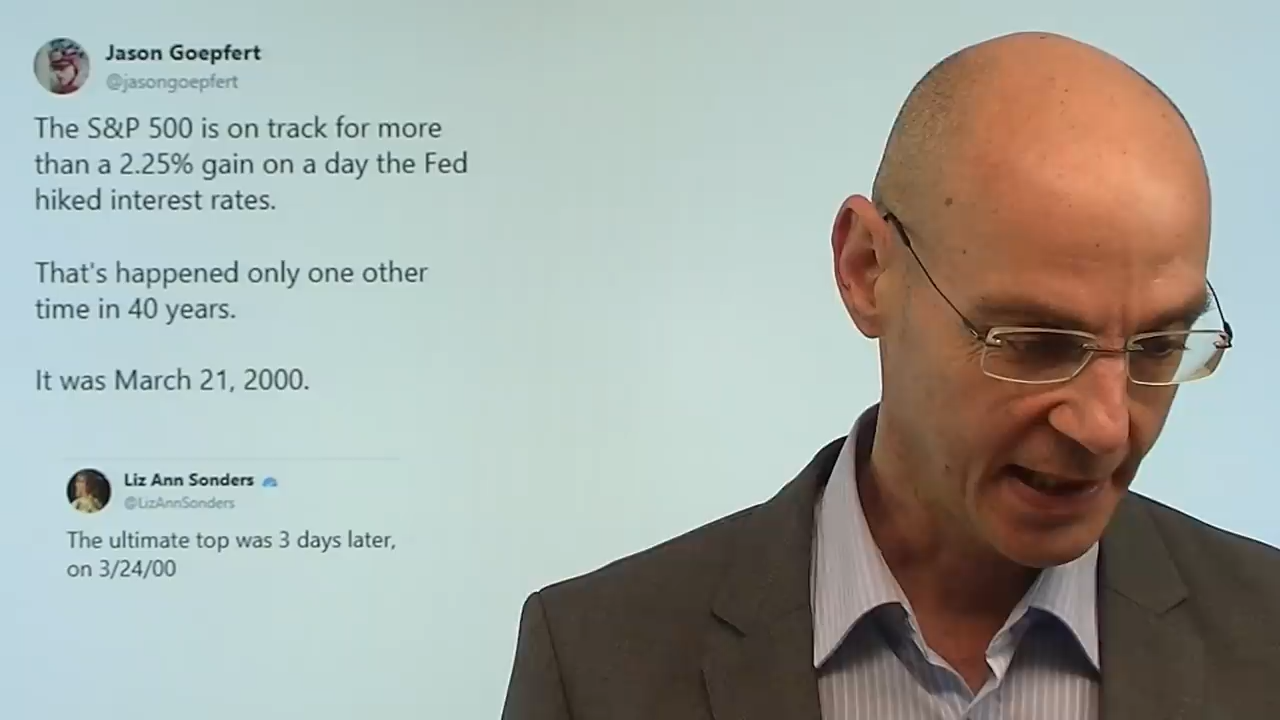 Jason Goepfert
@jasongoepfert
The S&P 500 is on track for more
than a 2.25% gain on a day the Fed
hiked interest rates.
That's happened only one other
time in 40 years.
It was March 21, 2000.
Liz Ann Sonders
@LizAnnSonders
The ultimate top was 3 days later,
on 3/24/00